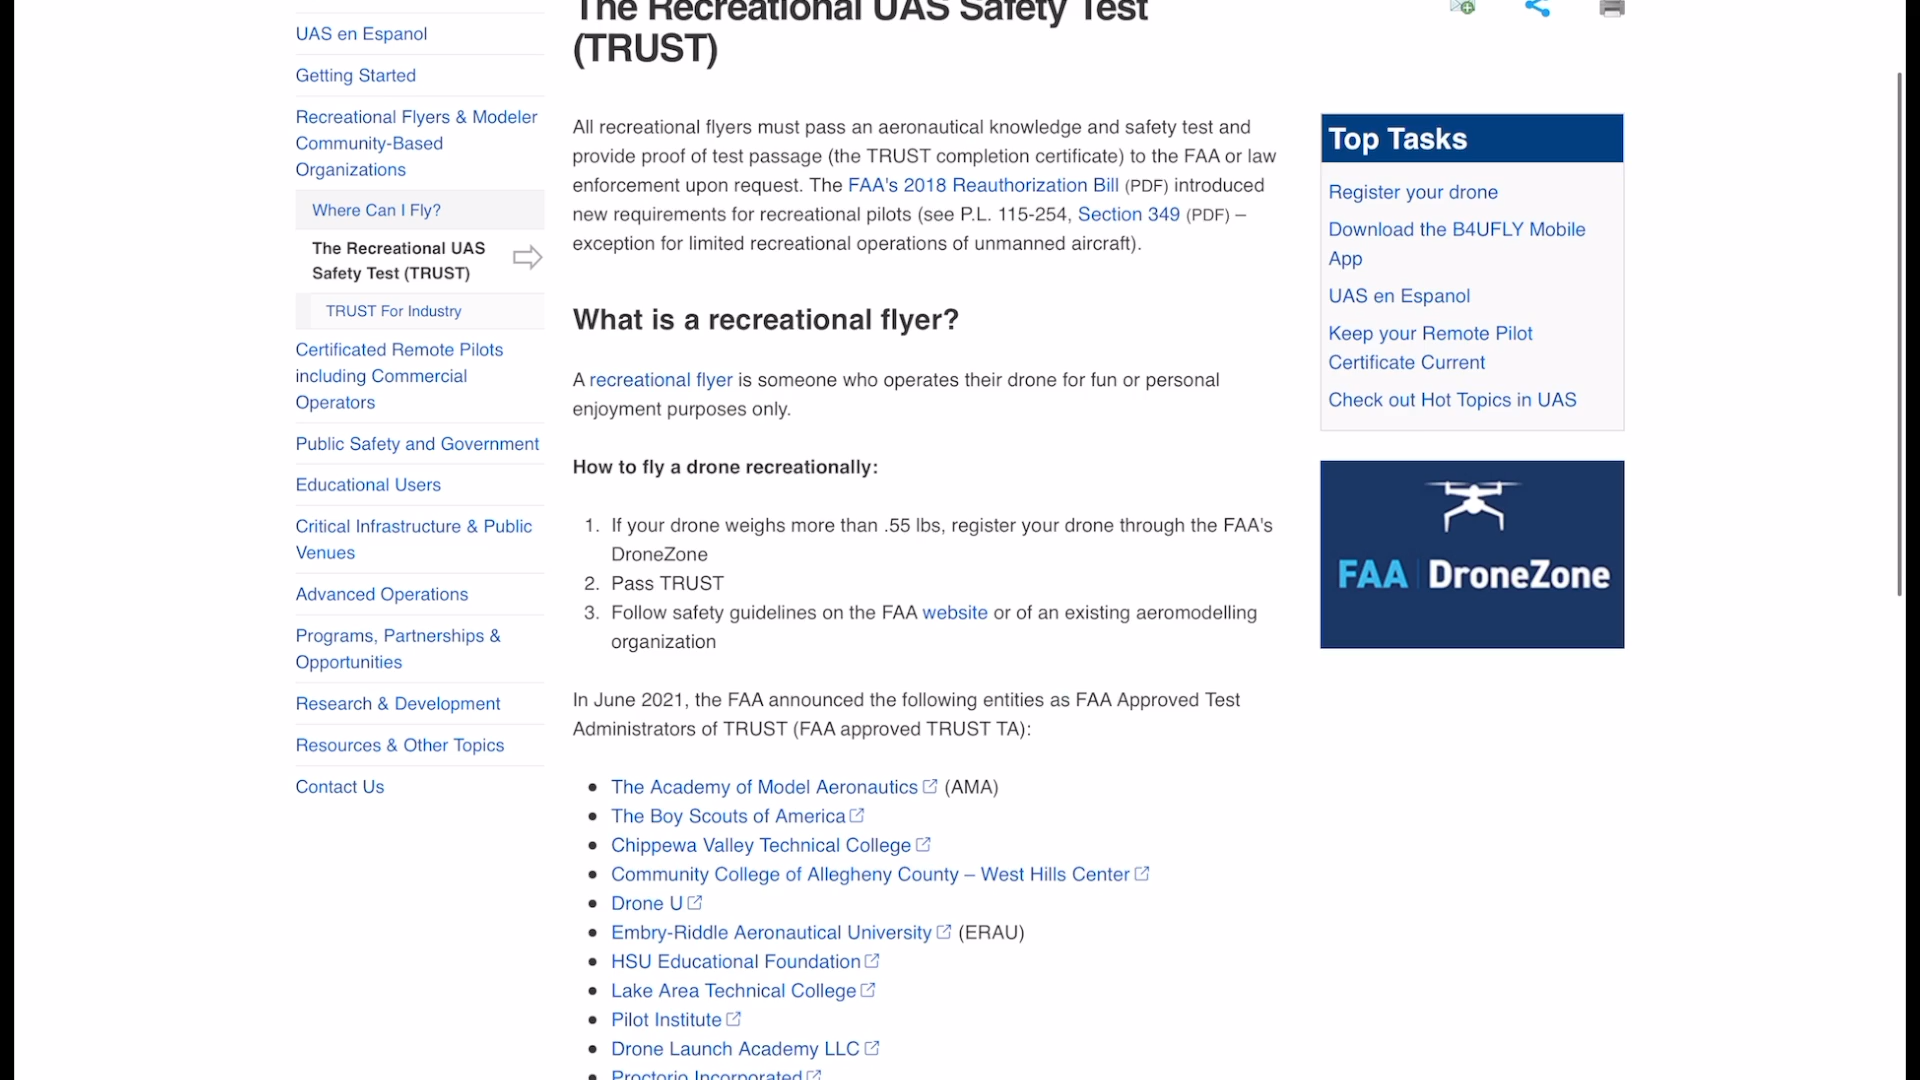 The Recreational UAS Safety Test
(TRUST)
UAS en Espanol
Getting Started
Recreational Flyers & Modeler
Community-Based
Organizations
Where Can I Fly?
The Recreational UAS
Safety Test (TRUST)
TRUST For Industry
Certificated Remote Pilots
including Commercial
Operators
Public Safety and Government
Educational Users
Critical Infrastructure & Public
Venues
Advanced Operations
Programs, Partnerships &
Opportunities
Research & Development
Resources & Other Topics
Contact Us
All recreational flyers must pass an aeronautical knowledge and safety test and
provide proof of test passage (the TRUST completion certificate) to the FAA or law
enforcement upon request. The FAA's 2018 Reauthorization Bill (PDF) introduced
new requirements for recreational pilots (see P.L. 115-254, Section 349 (PDF) –
exception for limited recreational operations of unmanned aircraft).
What is a recreational flyer?
A recreational flyer is someone who operates their drone for fun or personal
enjoyment purposes only.
How to fly a drone recreationally:
1. If your drone weighs more than .55 lbs, register your drone through the FAA's
DroneZone
2. Pass TRUST
3. Follow safety guidelines on the FAA website or of an existing aeromodelling
organization
In June 2021, the FAA announced the following entities as FAA Approved Test
Administrators of TRUST (FAA approved TRUST TA):
• The Academy of Model Aeronautics (AMA)
• The Boy Scouts of America
• Chippewa Valley Technical College
• Community College of Allegheny County – West Hills Center
• Drone U
• Embry-Riddle Aeronautical University (ERAU)
• HSU Educational Foundation
• Lake Area Technical College
• Pilot Institute
• Drone Launch Academy LLC
• Proctorio Incorporated
Top Tasks
Register your drone
Download the B4UFLY Mobile
App
UAS en Espanol
Keep your Remote Pilot
Certificate Current
Check out Hot Topics in UAS
FAA DroneZone